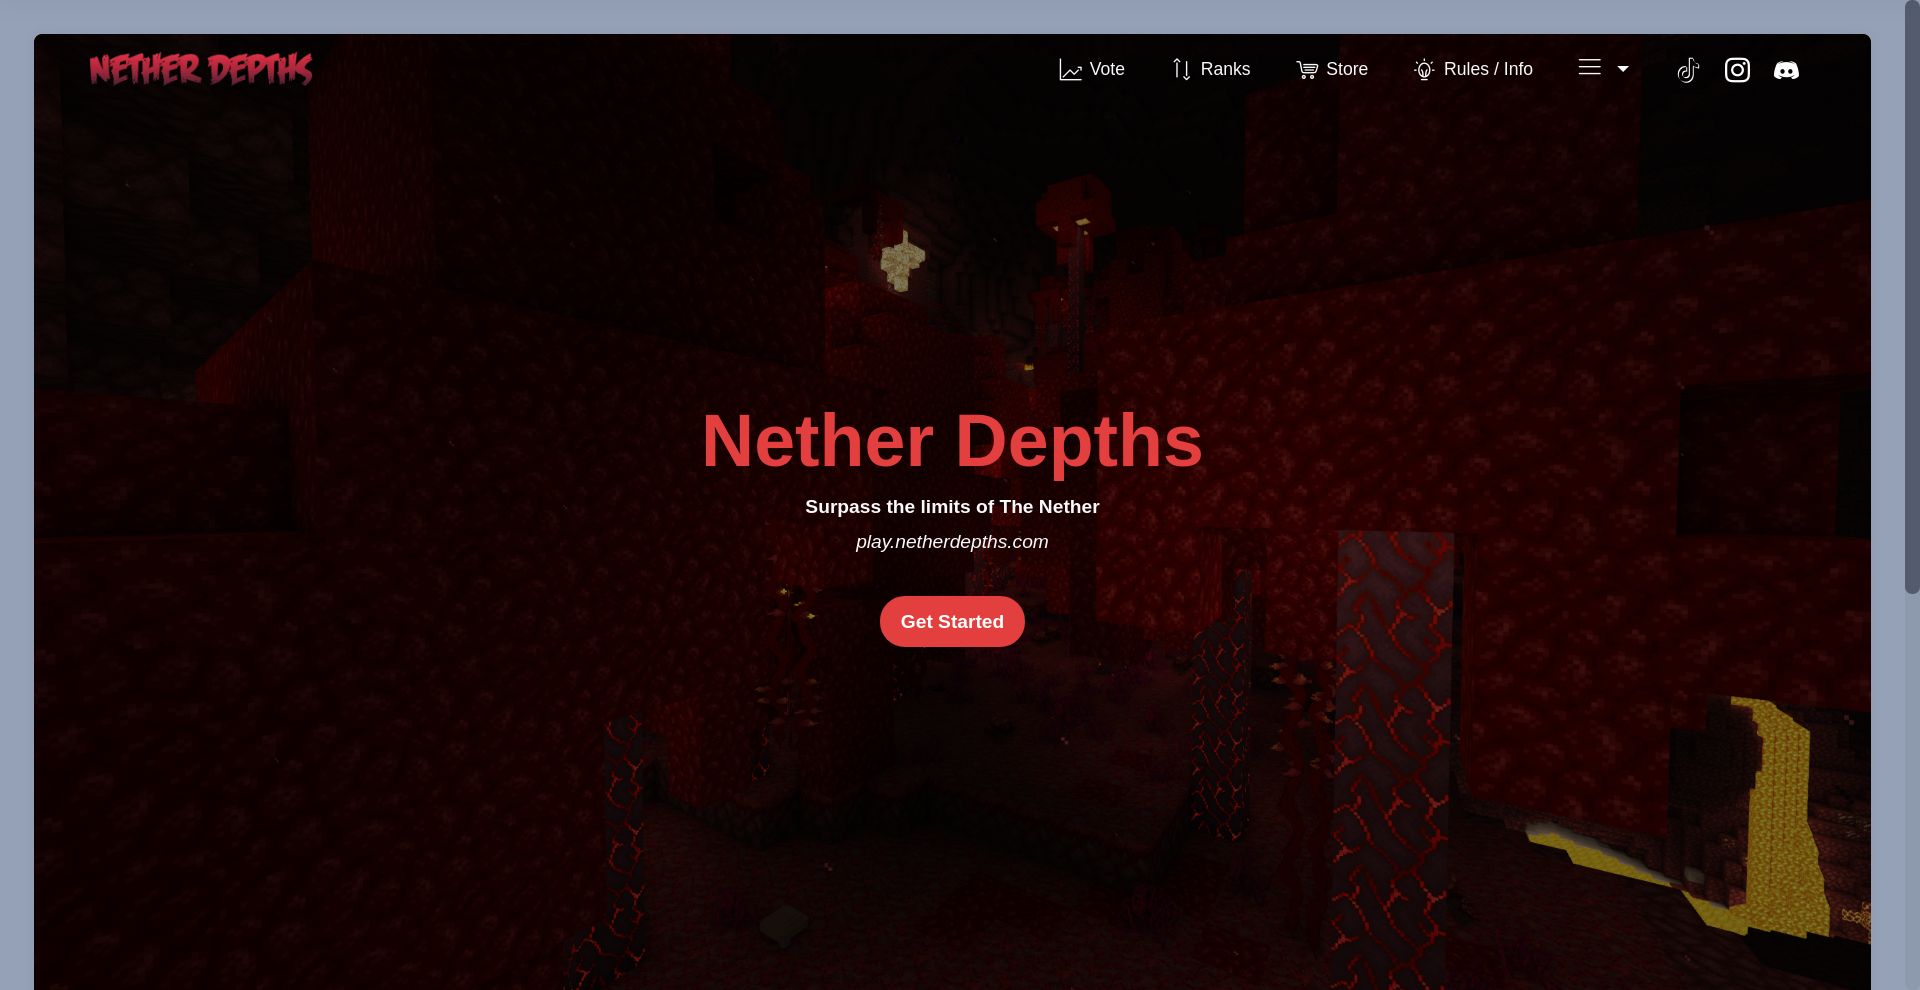 NETHER DEPTHS
Vote
Ranks
Store
Rules / Info
Nether Depths
Surpass the limits of The Nether
play.netherdepths.com
Get Started